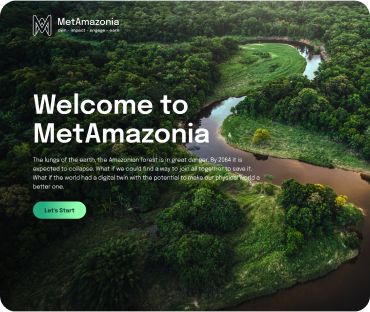 MetAmazonia
own · impact · engage · earn
Welcome to
MetAmazonia
The lungs of the earth, the Amazonian forest is in great danger. By 2064 it is
expected to collapse. What if we could find a way to join all together to save it.
What if the world had a digital twin with the potential to make our physical world a
better one.
Let's Start